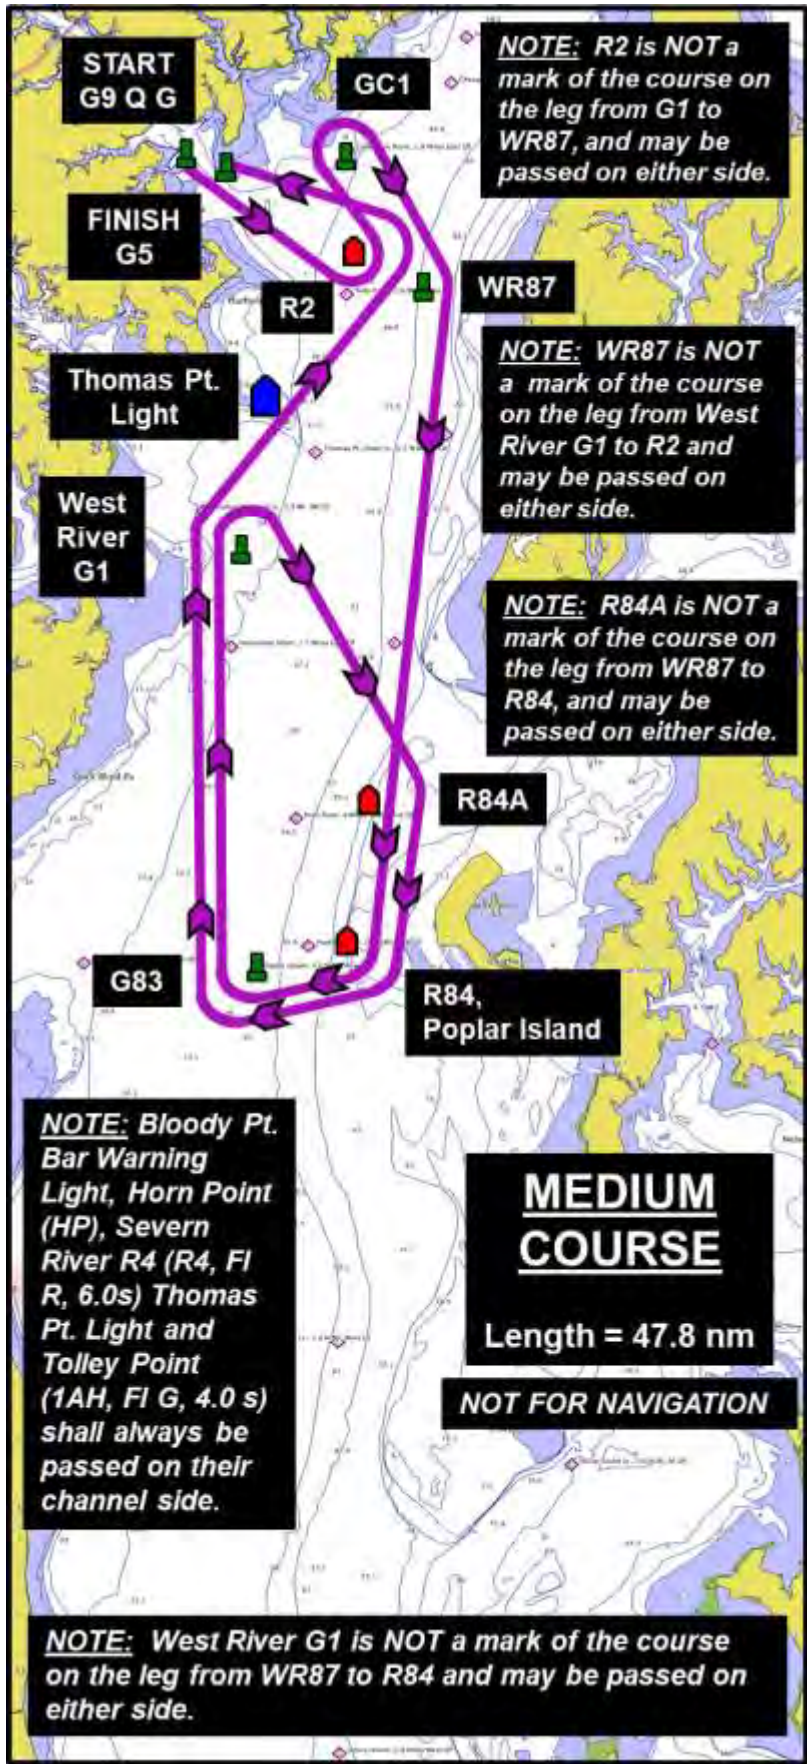 START
G9 Q G
GC1
NOTE: R2 is NOT a
mark of the course on
the leg from G1 to
WR87, and may be
passed on either side.
FINISH
G5
R2
WR87
Thomas Pt.
Light
NOTE: WR87 is NOT
a mark of the course
on the leg from West
River G1 to R2 and
may be passed on
either side.
West
River
G1
NOTE: R84A is NOT a
mark of the course on
the leg from WR87 to
R84, and may be
passed on either side.
R84A
G83
R84,
Poplar Island
NOTE: Bloody Pt.
Bar Warning
Light, Horn Point
(HP), Severn
River R4 (R4, Fl
R, 6.0s) Thomas
Pt. Light and
Tolley Point
(1AH, Fl G, 4.0 s)
shall always be
passed on their
channel side.
MEDIUM
COURSE
Length = 47.8 nm
NOT FOR NAVIGATION
NOTE: West River G1 is NOT a mark of the course
on the leg from WR87 to R84 and may be passed on
either side.